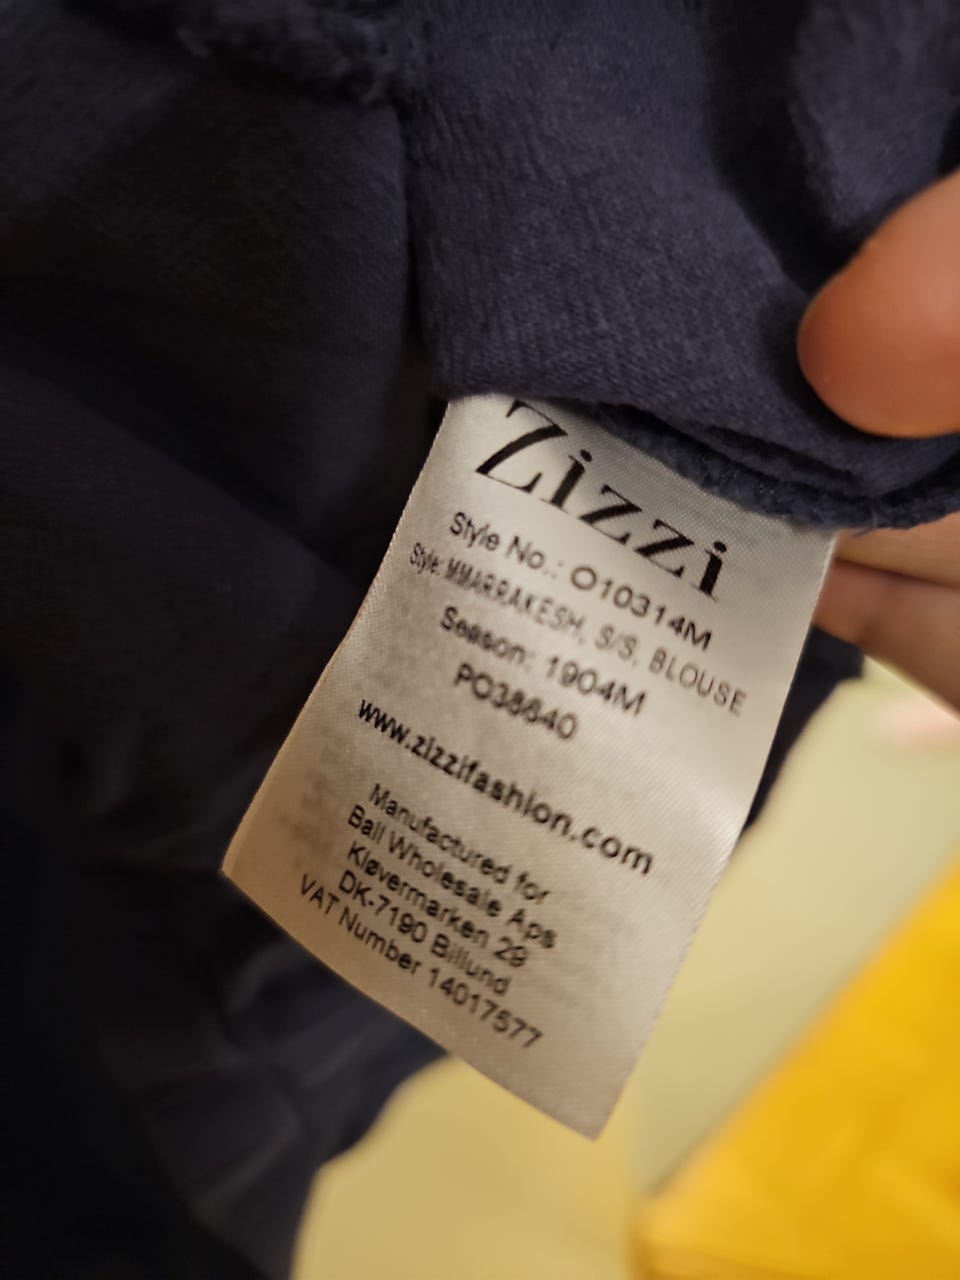 Zizzi
Style No.: O10314M
Style: MMARRAKESH, S/S, BLOUSE
Season: 1904M
PO38640
www.zizzifashion.com
Manufactured for
Ball Wholesale Aps
Kløvermarken 29
DK-7190 Billund
VAT Number 14017577